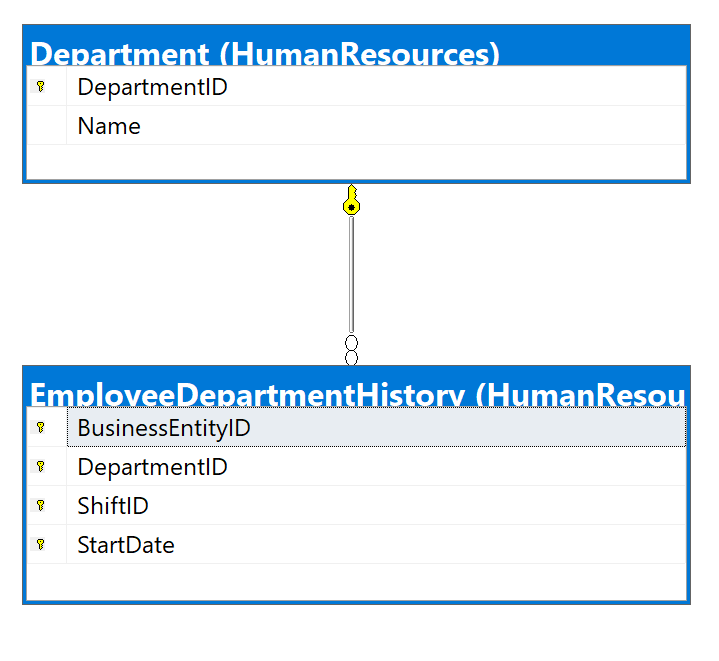 Department (HumanResources)
DepartmentID
Name
EmployeeDepartmentHistory (HumanResou
BusinessEntityID
DepartmentID
ShiftID
StartDate